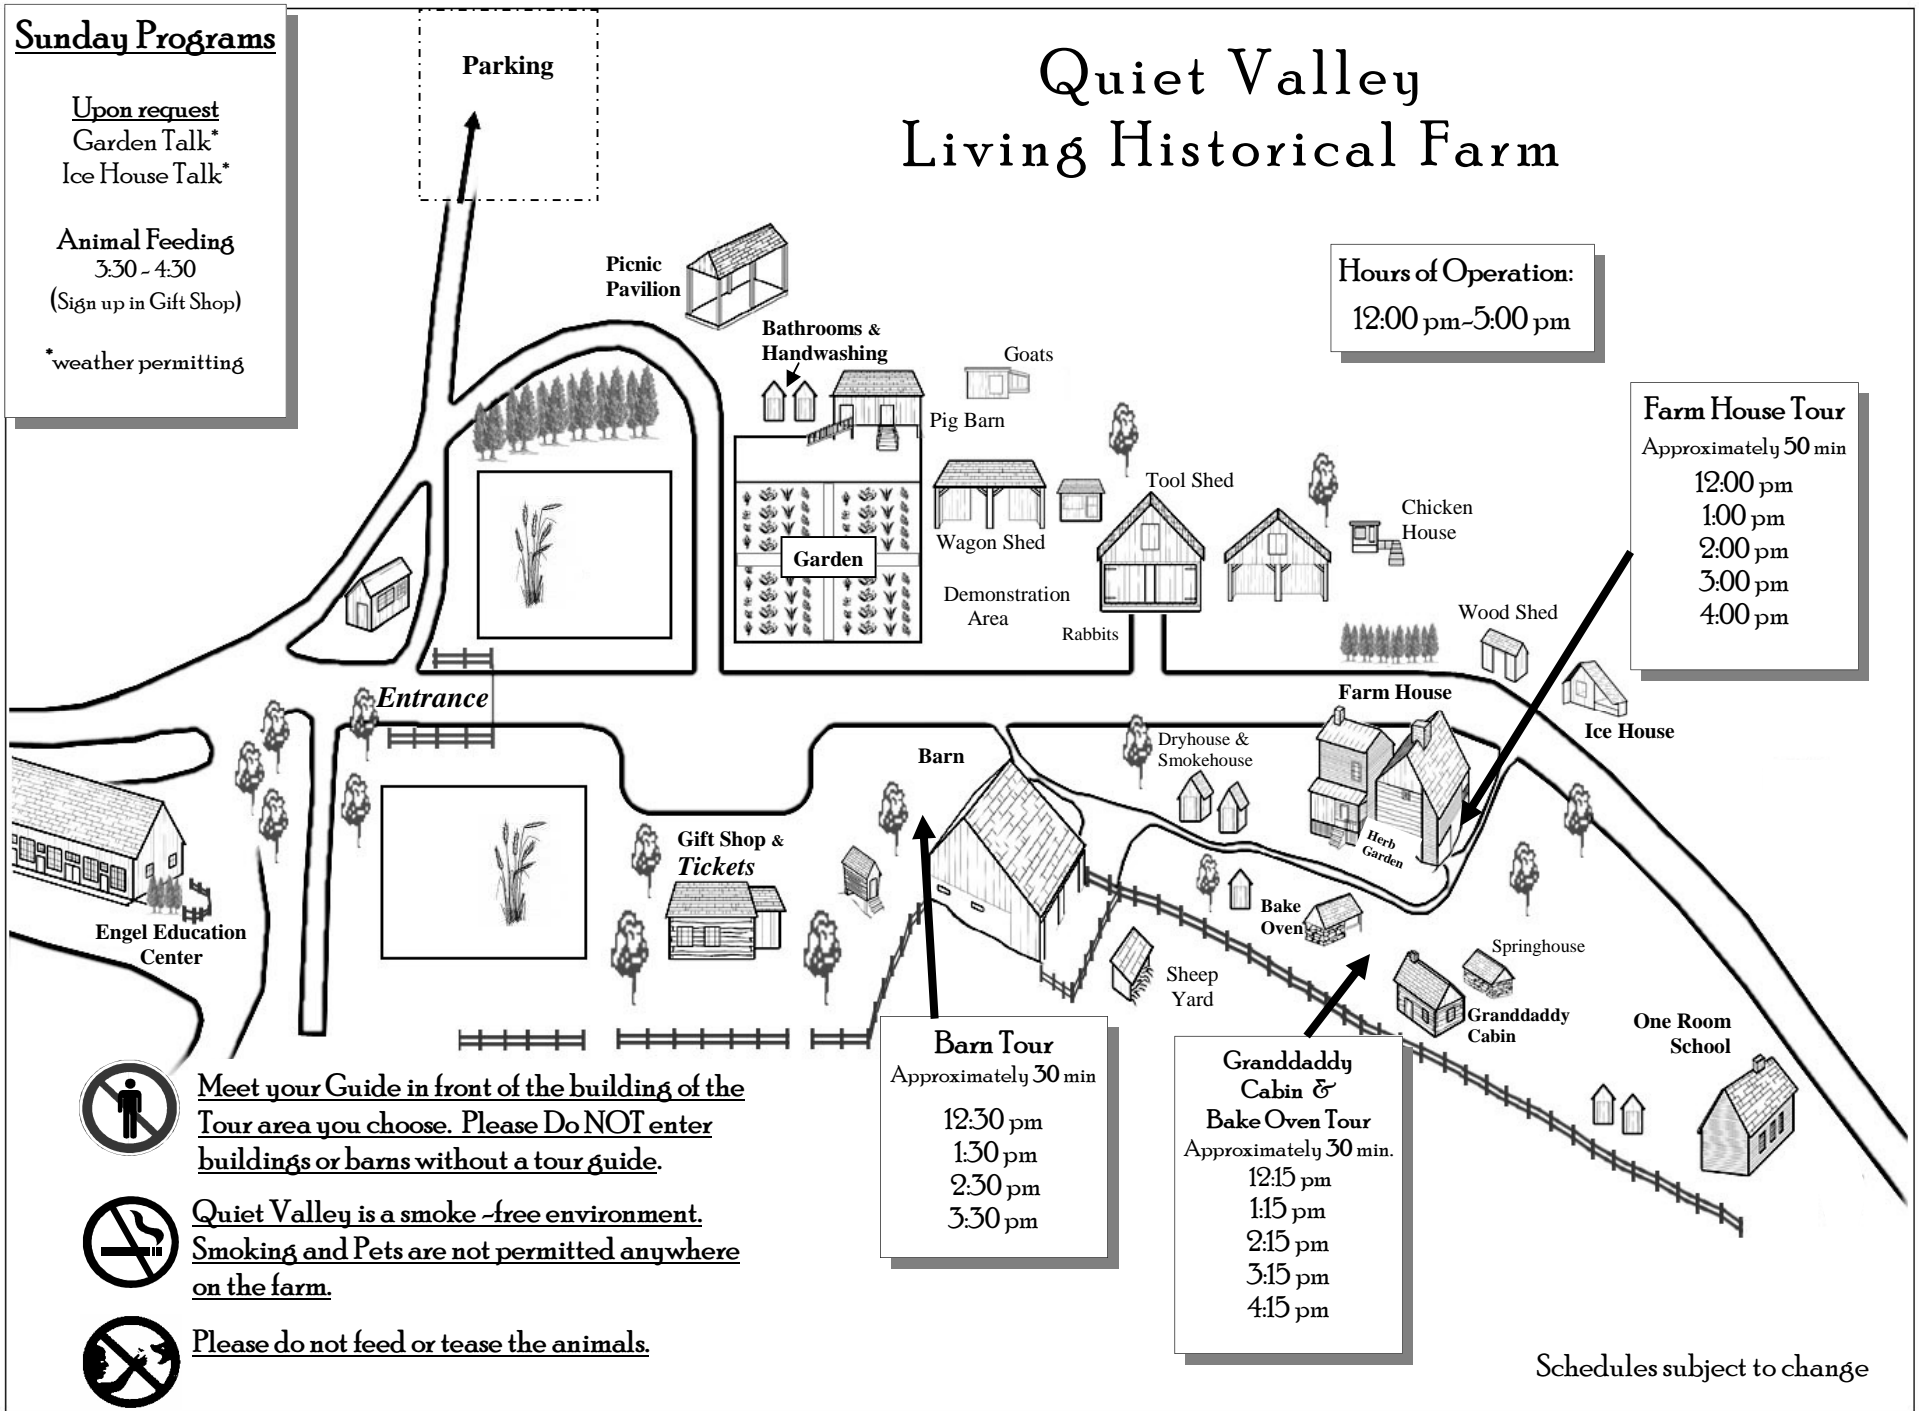 Sunday Programs
Upon request
Garden Talk*
Ice House Talk*
Animal Feeding
3:30 - 4:30
(Sign up in Gift Shop)
*weather permitting
Parking
Quiet Valley
Living Historical Farm
Hours of Operation:
12:00 pm-5:00 pm
Picnic
Pavilion
Bathrooms &
Handwashing
Goats
Pig Barn
Farm House Tour
Approximately 50 min
12:00 pm
1:00 pm
2:00 pm
3:00 pm
4:00 pm
Tool Shed
Chicken
House
Wagon Shed
Garden
Demonstration
Area
Rabbits
Wood Shed
Ice House
Entrance
Farm House
Dryhouse &
Smokehouse
Barn
Herb
Garden
Gift Shop &
Tickets
Engel Education
Center
Bake
Oven
Springhouse
Sheep
Yard
Granddaddy
Cabin
One Room
School
Barn Tour
Approximately 30 min
12:30 pm
1:30 pm
2:30 pm
3:30 pm
Granddaddy
Cabin &
Bake Oven Tour
Approximately 30 min.
12:15 pm
1:15 pm
2:15 pm
3:15 pm
4:15 pm
Meet your Guide in front of the building of the
Tour area you choose. Please Do NOT enter
buildings or barns without a tour guide.
Quiet Valley is a smoke -free environment.
Smoking and Pets are not permitted anywhere
on the farm.
Please do not feed or tease the animals.
Schedules subject to change